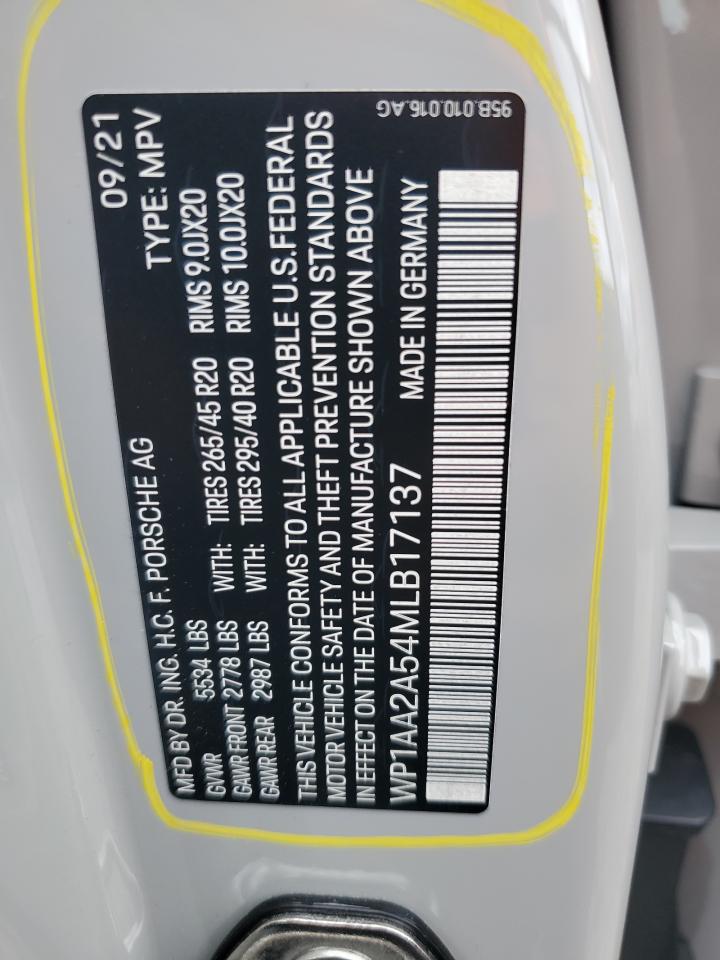 MFD BY DR. ING. H.C. F. PORSCHE AG 09/21
GVWR 5534 LBS TYPE: MPV
GAWR FRONT 2778 LBS WITH: TIRES 265/45 R20 RIMS 9.0JX20
GAWR REAR 2987 LBS WITH: TIRES 295/40 R20 RIMS 10.0JX20
THIS VEHICLE CONFORMS TO ALL APPLICABLE U.S.FEDERAL
MOTOR VEHICLE SAFETY AND THEFT PREVENTION STANDARDS
IN EFFECT ON THE DATE OF MANUFACTURE SHOWN ABOVE
WP1AA2A54MLB17137 MADE IN GERMANY
95B.010.016.AG